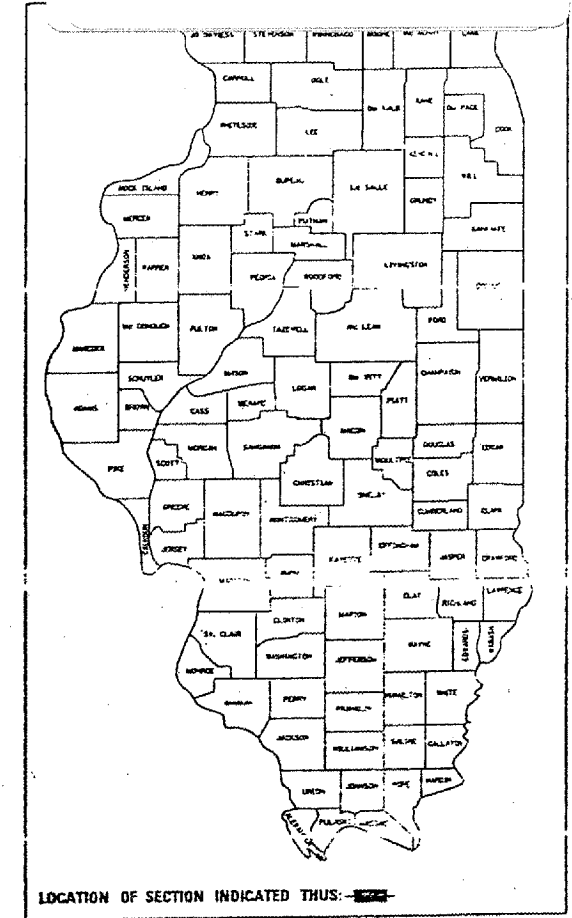 STEPHENSON WINNEBAGO BOONE LAKE
CARROLL OGLE
DE KALB KANE DU PAGE
COOK
WHITESIDE LEE
WILL
ROCK ISLAND HENRY BUREAU LA SALLE
GRUNDY
MERCER PUTNAM
STARK KANKAKEE
MARSHALL
KNOX LIVINGSTON
HENDERSON WARREN PEORIA WOODFORD
MC DONOUGH FULTON TAZEWELL MC LEAN FORD
HANCOCK
MASON
SCHUYLER LOGAN DE WITT CHAMPAIGN VERMILION
ADAMS BROWN CASS MENARD PIATT
MACON
MORGAN SANGAMON DOUGLAS EDGAR
PIKE SCOTT MOULTRIE
COLES
CHRISTIAN
SHELBY
GREENE MACOUPIN CUMBERLAND CLARK
MONTGOMERY
CALHOUN JERSEY FAYETTE EFFINGHAM JASPER CRAWFORD
CLAY RICHLAND LAWRENCE
CLINTON MARION
ST. CLAIR WAYNE EDWARDS WABASH
WASHINGTON JEFFERSON
MONROE
PERRY HAMILTON WHITE
FRANKLIN
JACKSON WILLIAMSON SALINE GALLATIN
UNION JOHNSON POPE HARDIN
PULASKI
LOCATION OF SECTION INDICATED THUS: